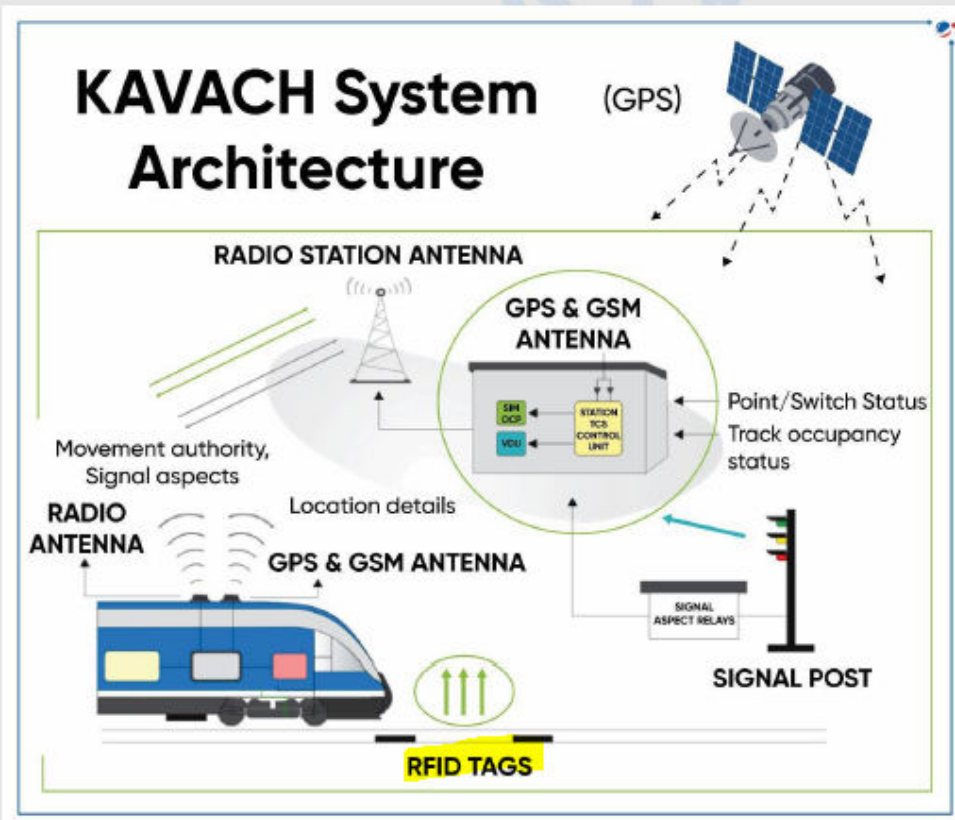 KAVACH System
Architecture
(GPS)
RADIO STATION ANTENNA
GPS & GSM
ANTENNA
SIM
OCP
VDU
STATION
TCS
CONTROL
UNIT
Point/Switch Status
Track occupancy
status
Movement authority,
Signal aspects
Location details
RADIO
ANTENNA
GPS & GSM ANTENNA
SIGNAL
ASPECT RELAYS
SIGNAL POST
RFID TAGS